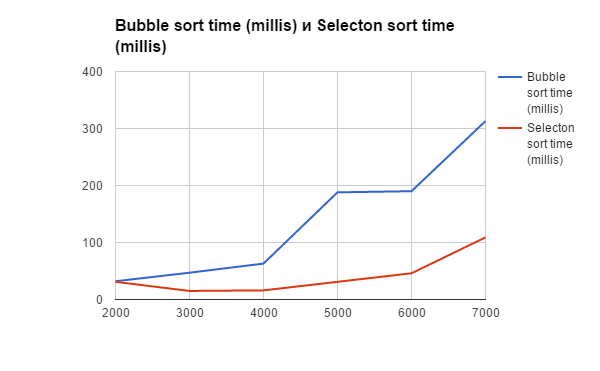 Bubble sort time (millis) и Selecton sort time
(millis)
400
300
200
100
0
2000 3000 4000 5000 6000 7000
Bubble
sort time
(millis)
Selecton
sort time
(millis)